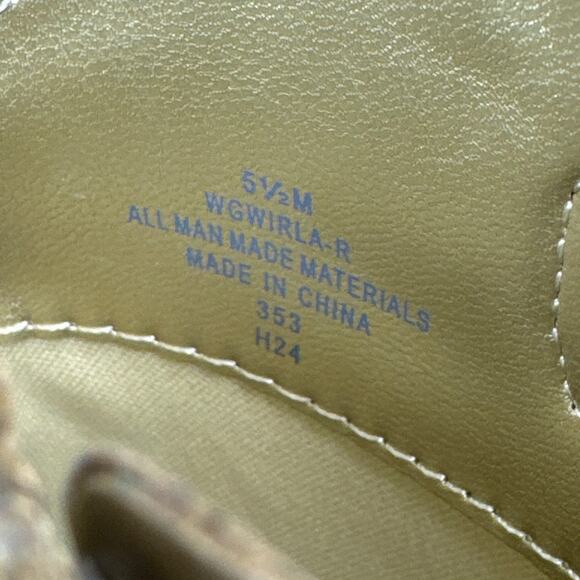 5½M
WGWIRLA-R
ALL MAN MADE MATERIALS
MADE IN CHINA
353
H24